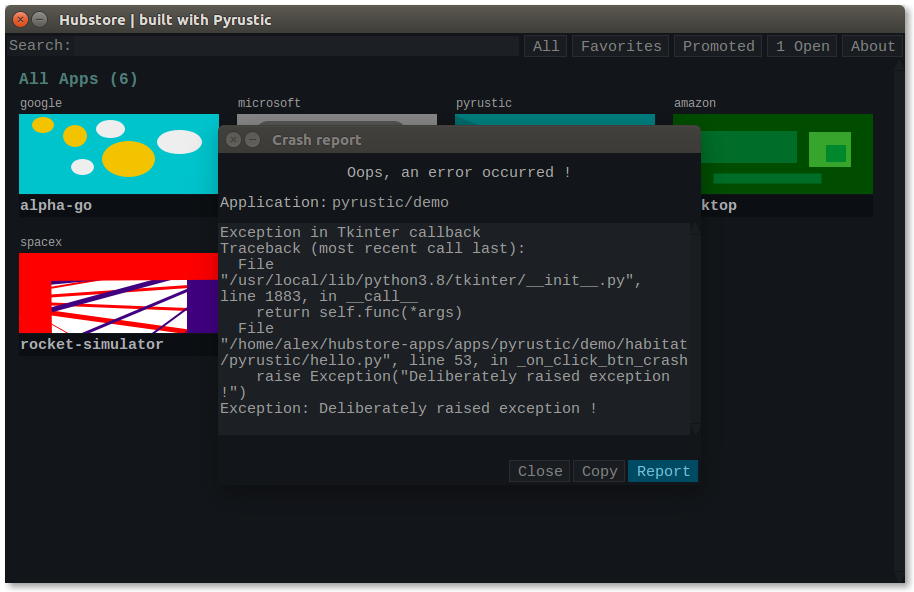 Hubstore | built with Pyrustic
Search:
All Favorites Promoted 1 Open About
All Apps (6)
google microsoft pyrustic amazon
alpha-go ktop
spacex
rocket-simulator
Crash report
Oops, an error occurred !
Application: pyrustic/demo
Exception in Tkinter callback
Traceback (most recent call last):
  File
"/usr/local/lib/python3.8/tkinter/__init__.py",
line 1883, in __call__
    return self.func(*args)
  File
"/home/alex/hubstore-apps/apps/pyrustic/demo/habitat
/pyrustic/hello.py", line 53, in _on_click_btn_crash
    raise Exception("Deliberately raised exception
!")
Exception: Deliberately raised exception !
Close Copy Report